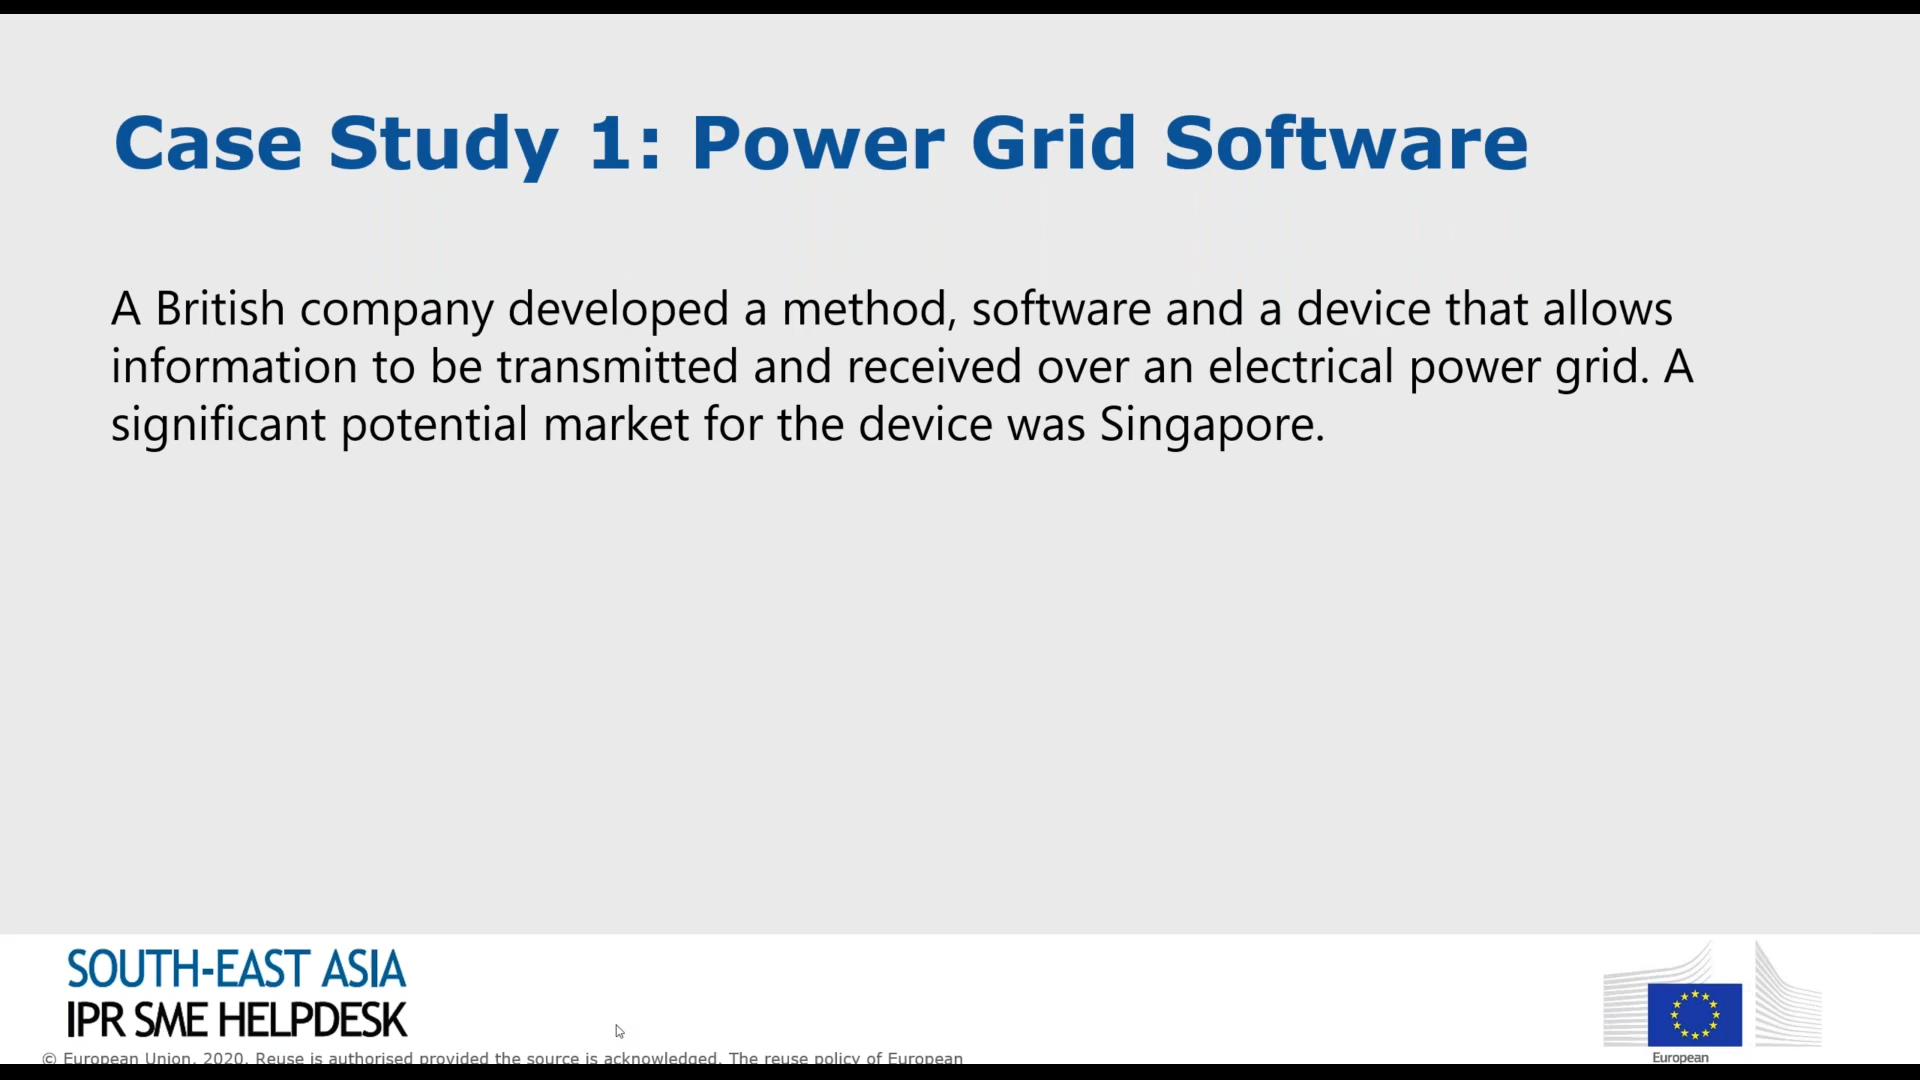 Case Study 1: Power Grid Software
A British company developed a method, software and a device that allows
information to be transmitted and received over an electrical power grid. A
significant potential market for the device was Singapore.
SOUTH-EAST ASIA
IPR SME HELPDESK
© European Union, 2020. Reuse is authorised provided the source is acknowledged. The reuse policy of European
European